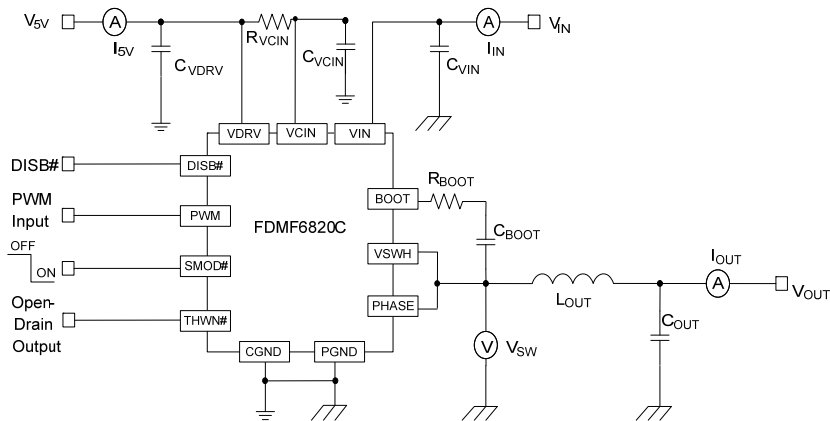 V5V
A
I5V
CVDRV
RVCIN
CVCIN
CVIN
A
IIN
VIN
VDRV
VCIN
VIN
DISB#
DISB#
PWM
Input
PWM
OFF
ON
SMOD#
Open-
Drain
Output
THWN#
FDMF6820C
BOOT
RBOOT
CBOOT
VSWH
PHASE
CGND
PGND
V
VSW
LOUT
COUT
IOUT
A
VOUT